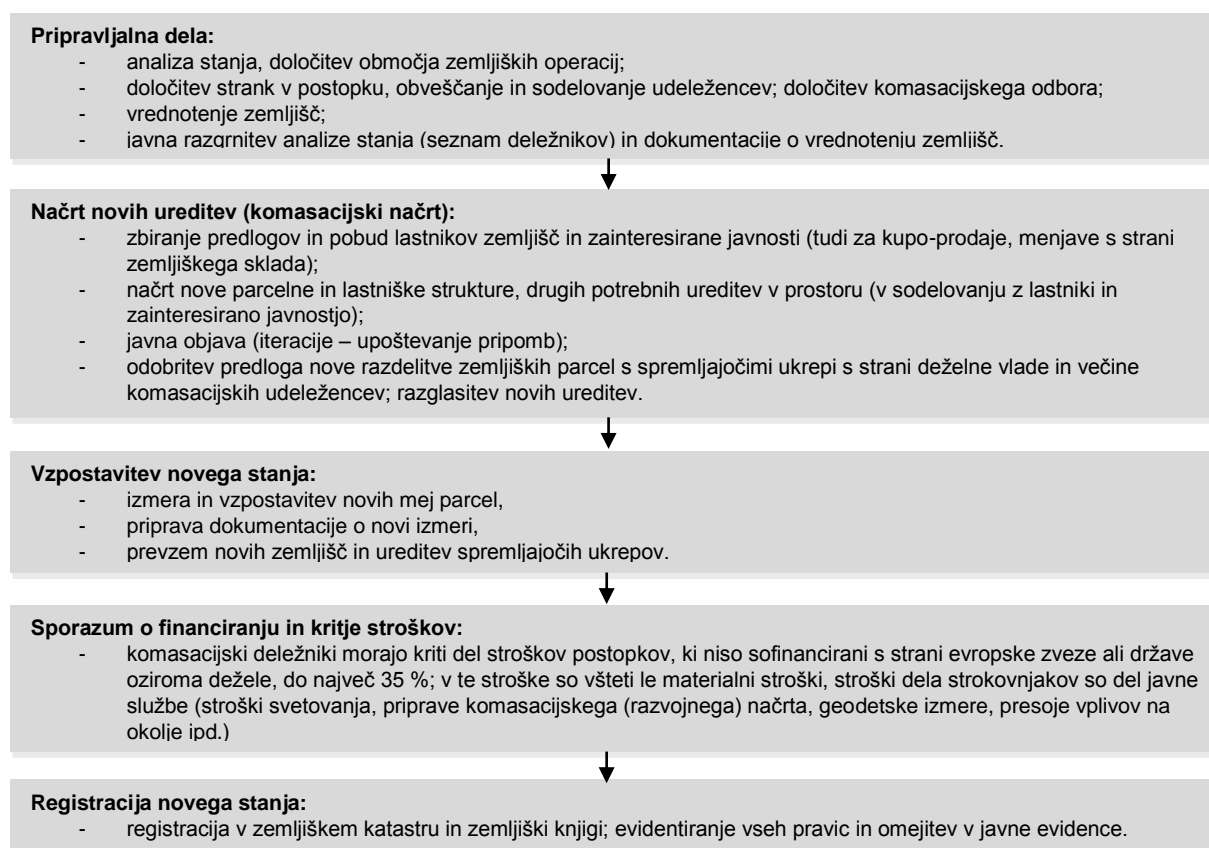 Pripravljalna dela:
- analiza stanja, določitev območja zemljiških operacij;
- določitev strank v postopku, obveščanje in sodelovanje udeležencev; določitev komasacijskega odbora;
- vrednotenje zemljišč;
- javna razgrnitev analize stanja (seznam deležnikov) in dokumentacije o vrednotenju zemljišč.
Načrt novih ureditev (komasacijski načrt):
- zbiranje predlogov in pobud lastnikov zemljišč in zainteresirane javnosti (tudi za kupo-prodaje, menjave s strani
zemljiškega sklada);
- načrt nove parcelne in lastniške strukture, drugih potrebnih ureditev v prostoru (v sodelovanju z lastniki in
zainteresirano javnostjo);
- javna objava (iteracije – upoštevanje pripomb);
- odobritev predloga nove razdelitve zemljiških parcel s spremljajočimi ukrepi s strani deželne vlade in večine
komasacijskih udeležencev; razglasitev novih ureditev.
Vzpostavitev novega stanja:
- izmera in vzpostavitev novih mej parcel,
- priprava dokumentacije o novi izmeri,
- prevzem novih zemljišč in ureditev spremljajočih ukrepov.
Sporazum o financiranju in kritje stroškov:
- komasacijski deležniki morajo kriti del stroškov postopkov, ki niso sofinancirani s strani evropske zveze ali države
oziroma dežele, do največ 35 %; v te stroške so všteti le materialni stroški, stroški dela strokovnjakov so del javne
službe (stroški svetovanja, priprave komasacijskega (razvojnega) načrta, geodetske izmere, presoje vplivov na
okolje ipd.)
Registracija novega stanja:
- registracija v zemljiškem katastru in zemljiški knjigi; evidentiranje vseh pravic in omejitev v javne evidence.